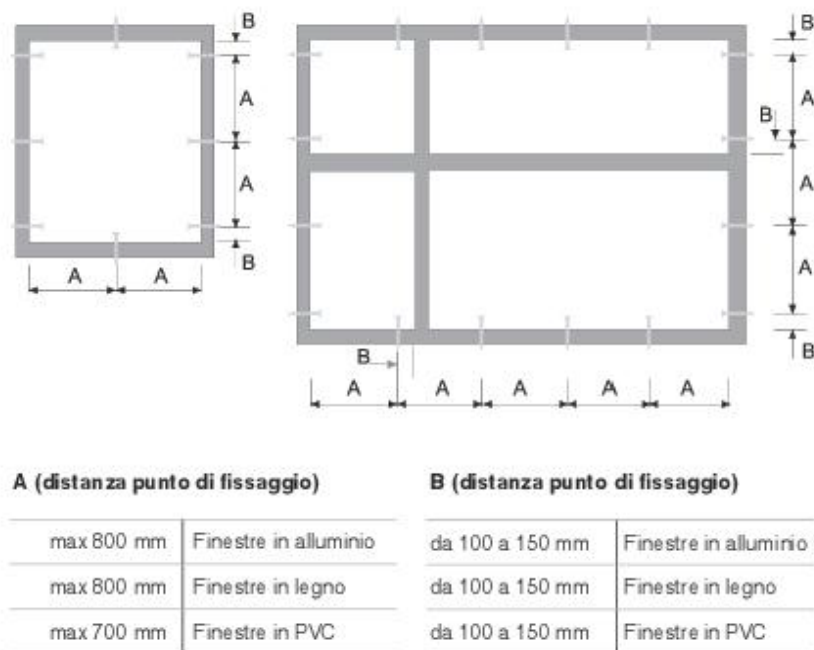 B
B
A
A
B
A
A
A
B
A
A
B
B
A
A
A
A
A
A (distanza punto di fissaggio)
max 800 mm Finestre in alluminio
max 800 mm Finestre in legno
max 700 mm Finestre in PVC
B (distanza punto di fissaggio)
da 100 a 150 mm Finestre in alluminio
da 100 a 150 mm Finestre in legno
da 100 a 150 mm Finestre in PVC